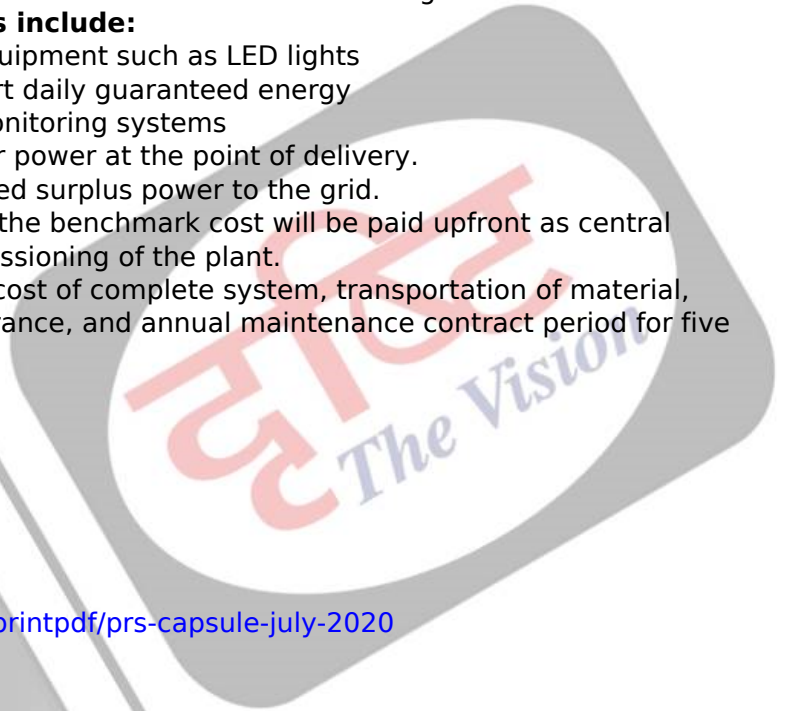 s include:
uipment such as LED lights
rt daily guaranteed energy
onitoring systems
r power at the point of delivery.
ed surplus power to the grid.
the benchmark cost will be paid upfront as central
ssioning of the plant.
cost of complete system, transportation of material,
rance, and annual maintenance contract period for five
दृष्टि
The Vision
printpdf/prs-capsule-july-2020